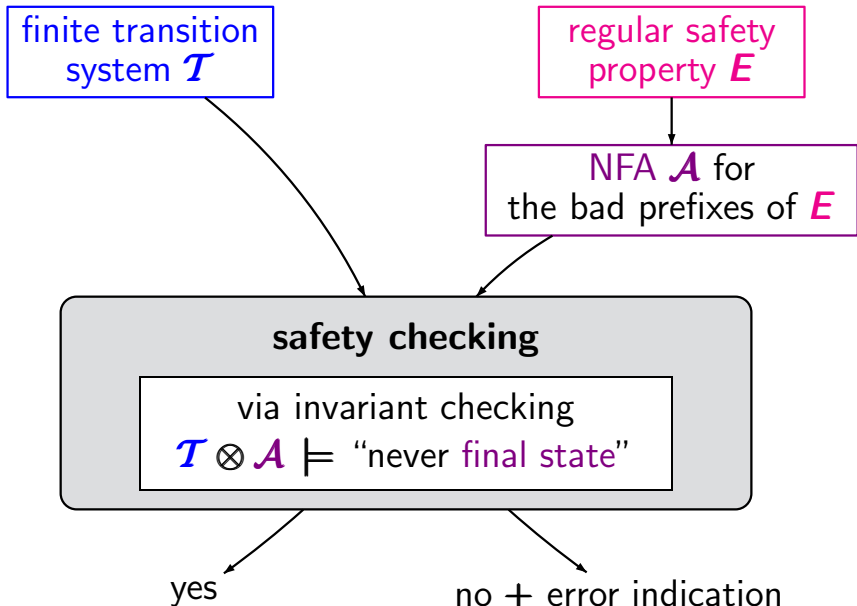 finite transition
system 𝓣
regular safety
property E
NFA 𝓐 for
the bad prefixes of E
safety checking
via invariant checking
𝓣 ⊗ 𝓐 ⊨ “never final state”
yes
no + error indication